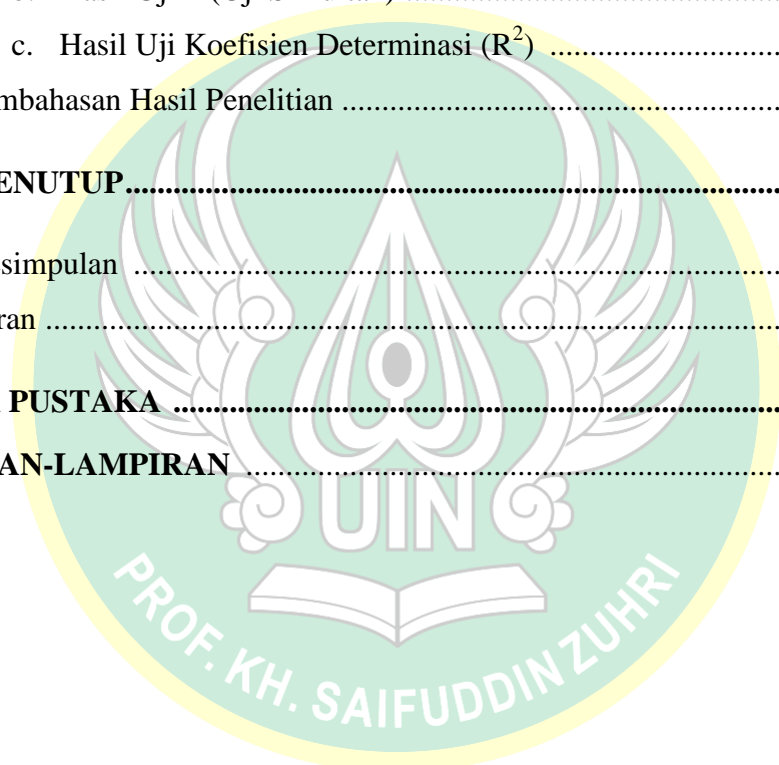 c. Hasil Uji Koefisien Determinasi (R²) ........................................
mbahasan Hasil Penelitian ........................................................................
ENUTUP........................................................................................................
simpulan ........................................................................................................
ran ........................................................................................................
PUSTAKA ........................................................................................................
AN-LAMPIRAN ........................................................................................
UIN
PROF. KH. SAIFUDDIN ZUHRI